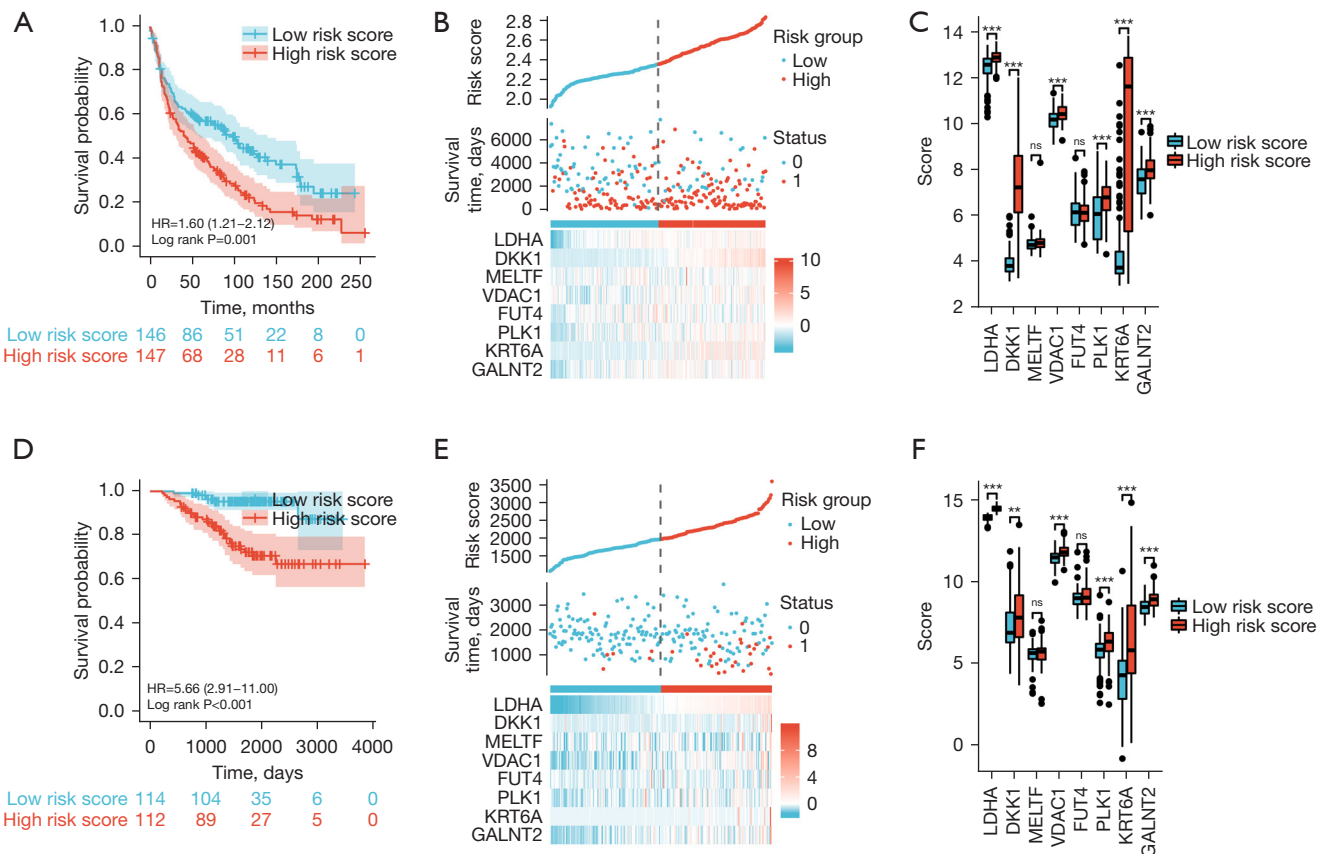 A
1.0
0.8
0.6
0.4
0.2
0.0
Survival probability
Low risk score
High risk score
HR=1.60 (1.21−2.12)
Log rank P=0.001
0 50 100 150 200 250
Time, months
Low risk score 146 86 51 22 8 0
High risk score 147 68 28 11 6 1
B
2.8
2.6
2.4
2.2
2.0
Risk score
Risk group
Low
High
6000
4000
2000
0
Survival
time, days
Status
0
1
LDHA
DKK1
MELTF
VDAC1
FUT4
PLK1
KRT6A
GALNT2
10
5
0
C
14
12
10
8
6
4
2
Score
*** *** ns *** ns *** *** ***
Low risk score
High risk score
LDHA
DKK1
MELTF
VDAC1
FUT4
PLK1
KRT6A
GALNT2
D
1.0
0.8
0.6
0.4
0.2
0.0
Survival probability
Low risk score
High risk score
HR=5.66 (2.91−11.00)
Log rank P<0.001
0 1000 2000 3000 4000
Time, days
Low risk score 114 104 35 6 0
High risk score 112 89 27 5 0
E
3500
3000
2500
2000
1500
Risk score
Risk group
Low
High
3000
2000
1000
Survival
time, days
Status
0
1
LDHA
DKK1
MELTF
VDAC1
FUT4
PLK1
KRT6A
GALNT2
8
4
0
F
15
10
5
0
Score
*** ** ns *** ns *** *** ***
Low risk score
High risk score
LDHA
DKK1
MELTF
VDAC1
FUT4
PLK1
KRT6A
GALNT2